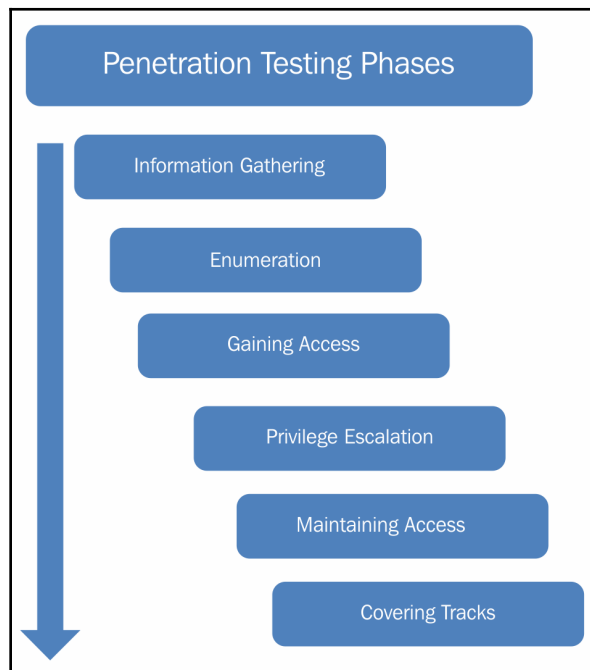 Penetration Testing Phases
Information Gathering
Enumeration
Gaining Access
Privilege Escalation
Maintaining Access
Covering Tracks